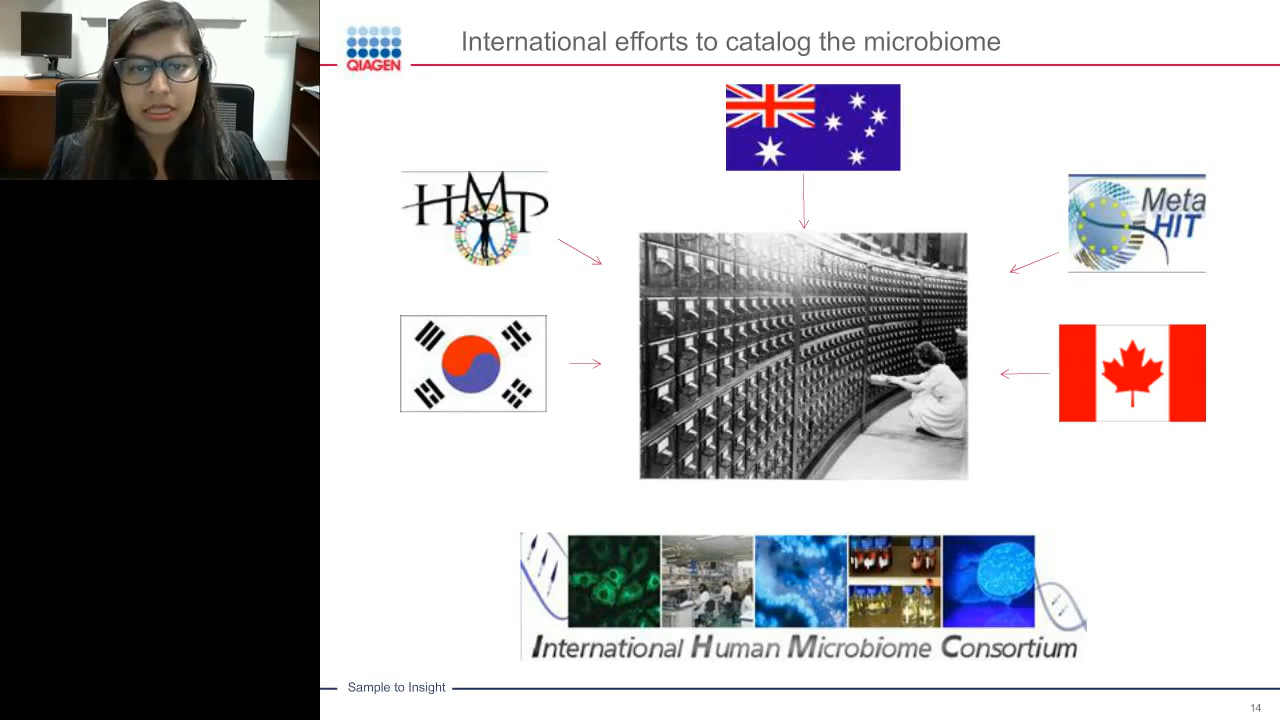 QIAGEN
International efforts to catalog the microbiome
HMP
Meta
HIT
International Human Microbiome Consortium
Sample to Insight
14